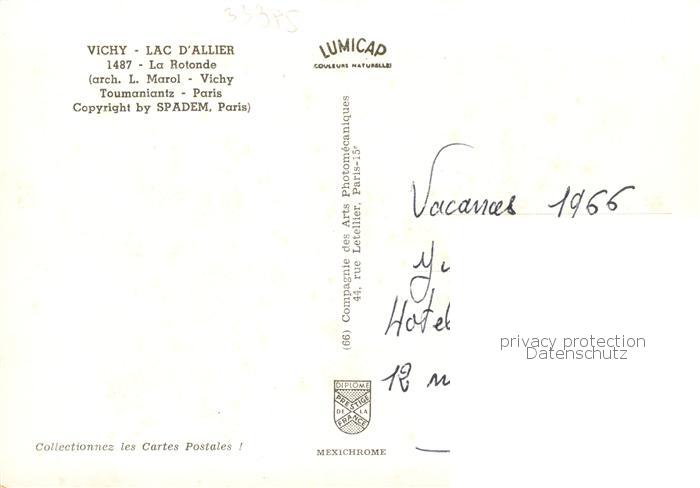 33375
VICHY - LAC D'ALLIER
1487 - La Rotonde
(arch. L. Marol - Vichy
Toumaniantz - Paris
Copyright by SPADEM, Paris)
LUMICAP
COULEURS NATURELLES
(66) Compagnie des Arts Photomécaniques
44, rue Letellier, Paris-15e
Vacances 1966
Hotel
12
privacy protection
Datenschutz
DIPLOME
PRESTIGE
DE LA
FRANCE
Collectionnez les Cartes Postales !
MEXICHROME